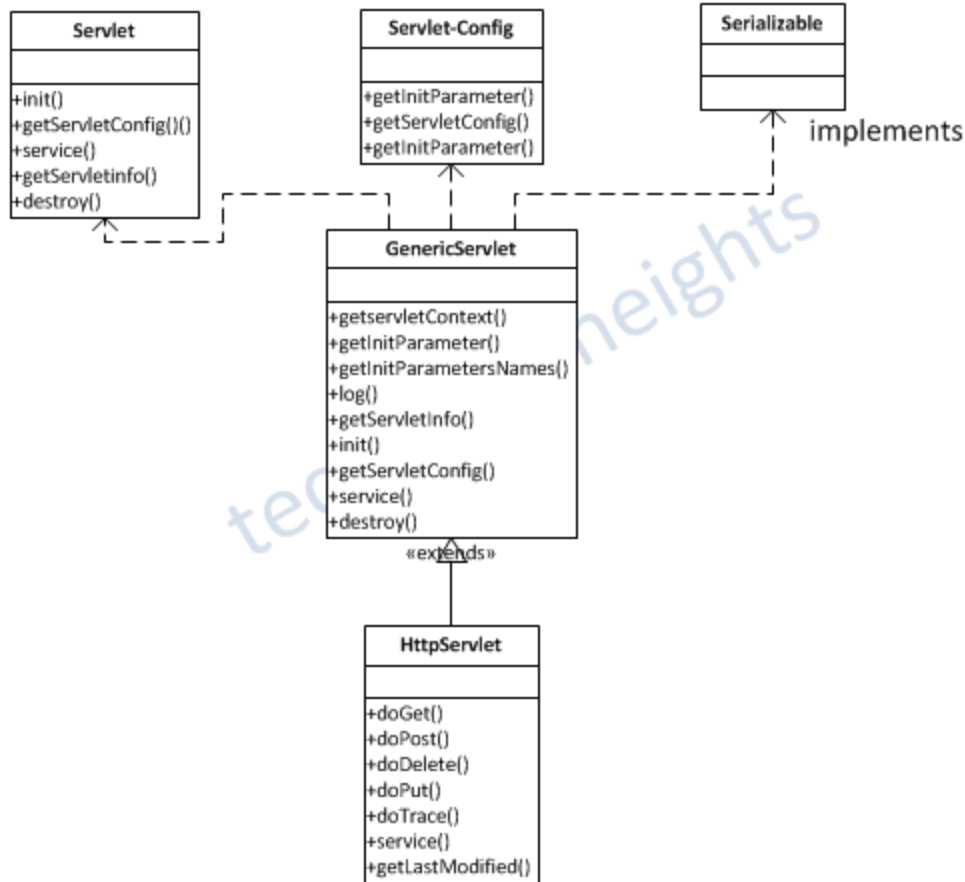 Servlet
+init()
+getServletConfig()()
+service()
+getServletinfo()
+destroy()
Servlet-Config
+getInitParameter()
+getServletConfig()
+getInitParameter()
Serializable
implements
GenericServlet
+getservletContext()
+getInitParameter()
+getInitParametersNames()
+log()
+getServletInfo()
+init()
+getServletConfig()
+service()
+destroy()
«extends»
HttpServlet
+doGet()
+doPost()
+doDelete()
+doPut()
+doTrace()
+service()
+getLastModified()